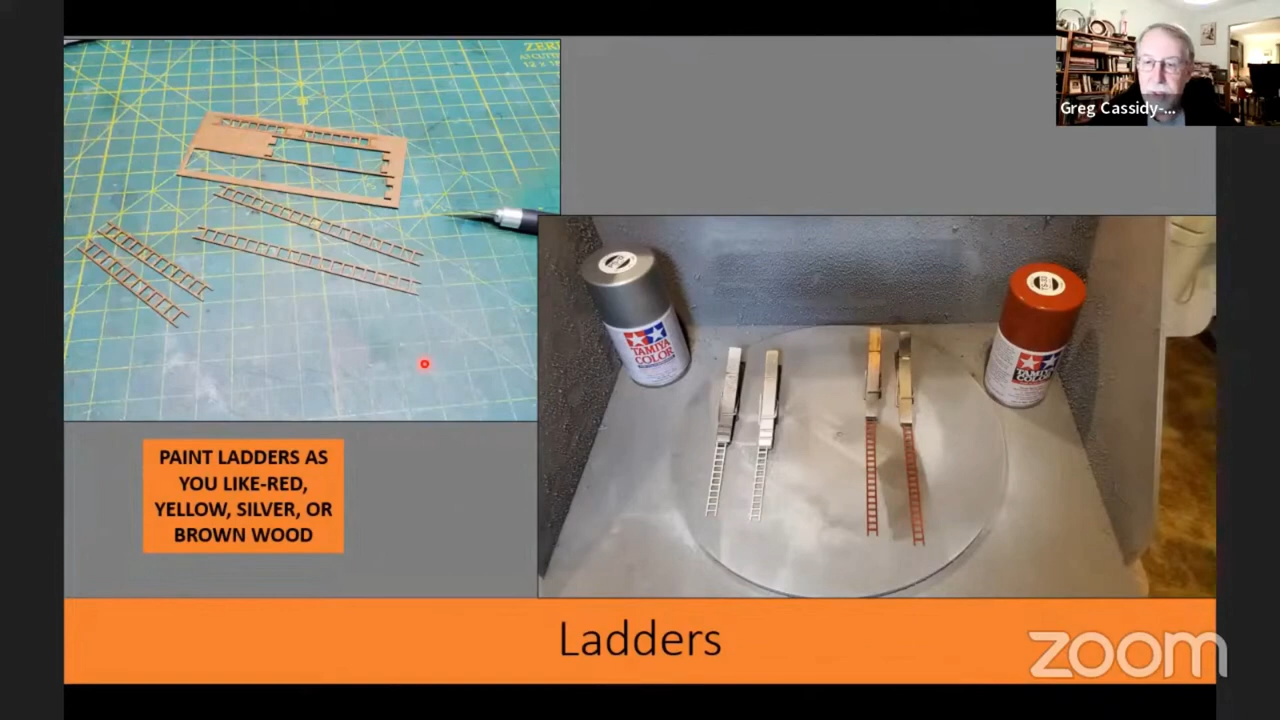 Greg Cassidy-...
TAMIYA
COLOR
TAMIYA
COLOR
PAINT LADDERS AS
YOU LIKE-RED,
YELLOW, SILVER, OR
BROWN WOOD
Ladders
zoom